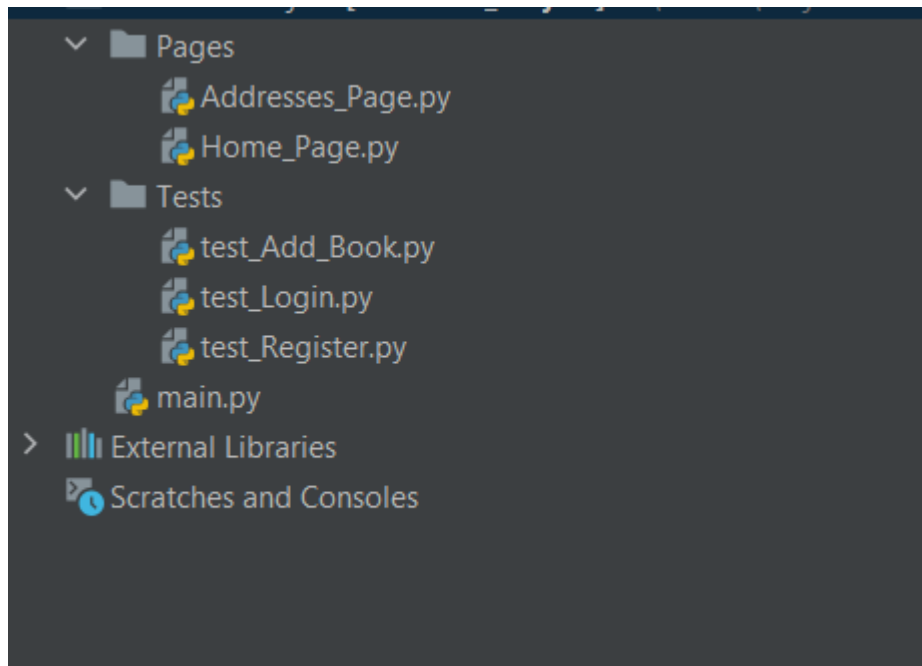 Pages
Addresses_Page.py
Home_Page.py
Tests
test_Add_Book.py
test_Login.py
test_Register.py
main.py
External Libraries
Scratches and Consoles